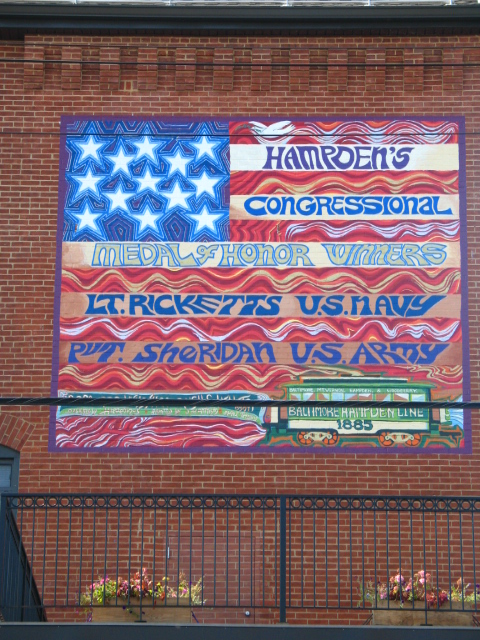 HAMPDEN'S
CONGRESSIONAL
MEDAL of HONOR WINNERS
LT. RICKETTS U.S. NAVY
PVT. SHERIDAN U.S. ARMY
BALTIMORE HAMPDEN LINE
1885